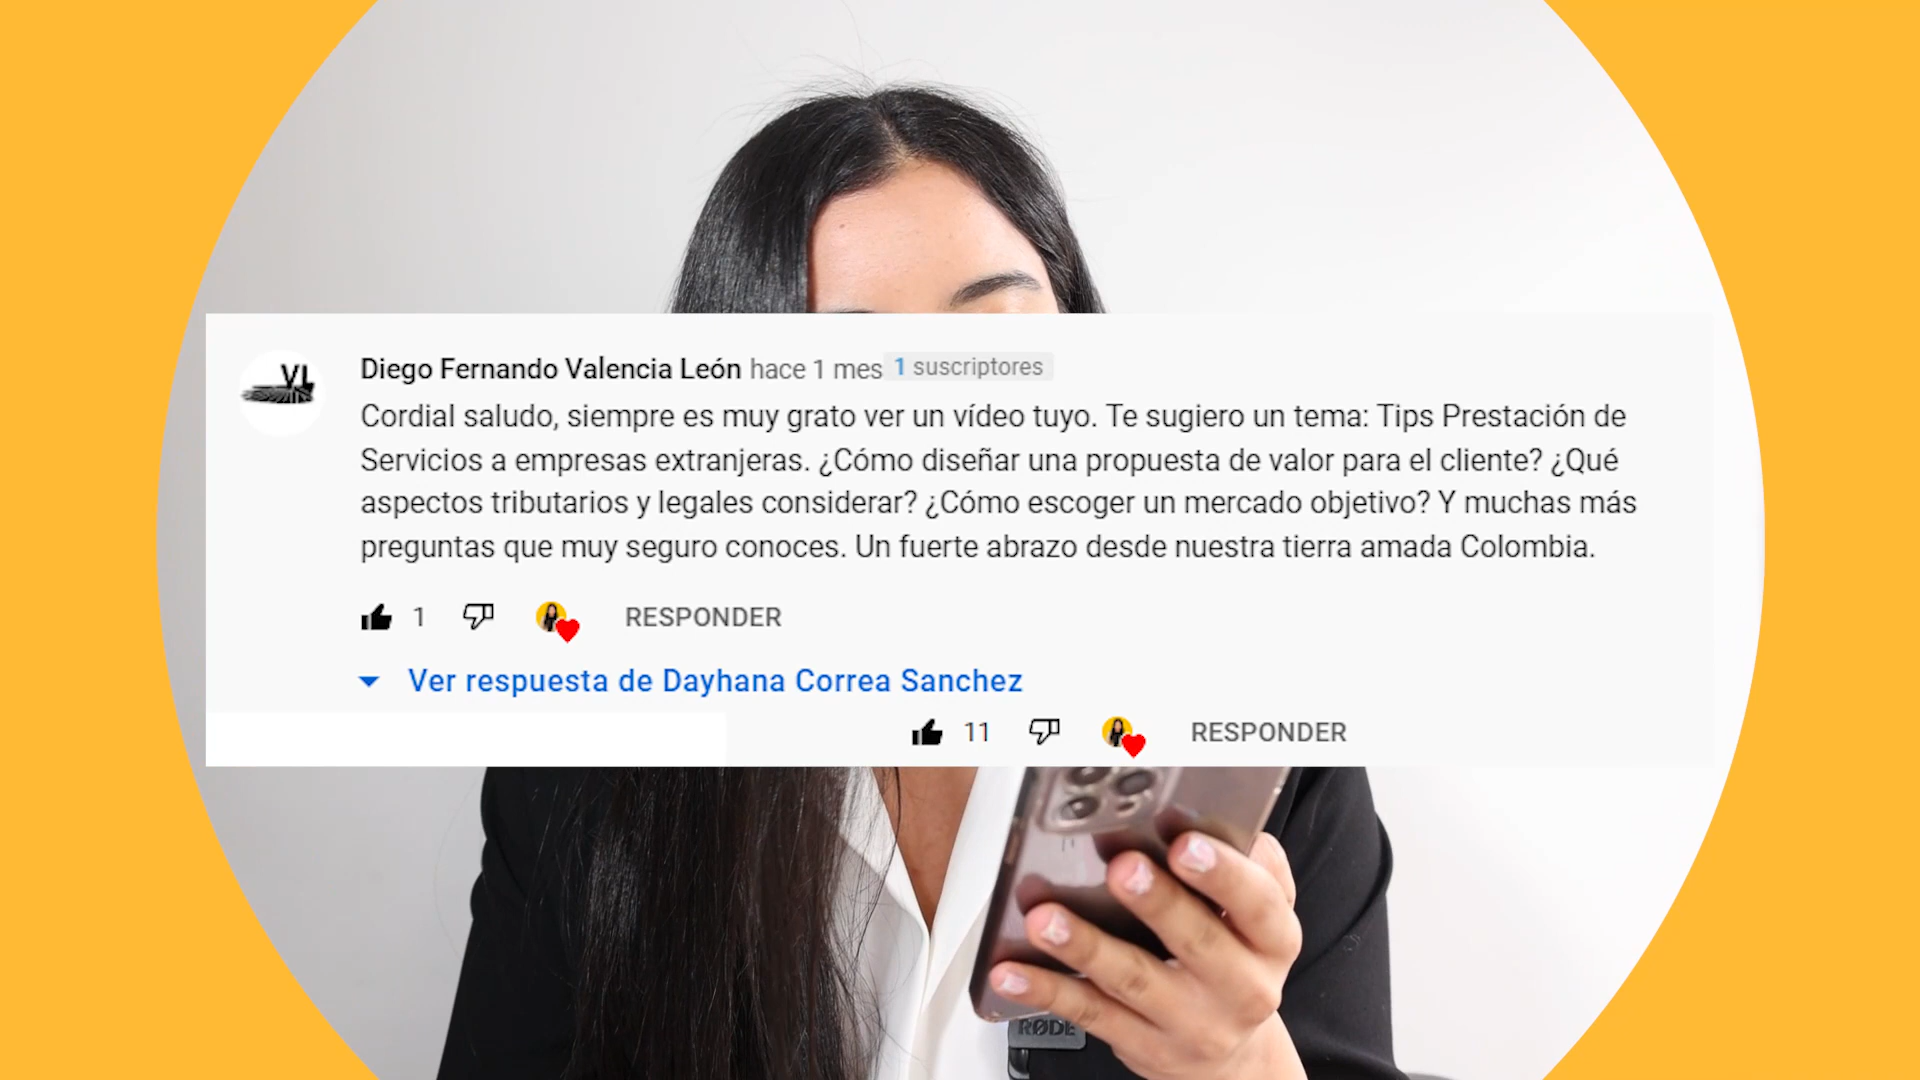 VL
Diego Fernando Valencia León hace 1 mes 1 suscriptores
Cordial saludo, siempre es muy grato ver un vídeo tuyo. Te sugiero un tema: Tips Prestación de
Servicios a empresas extranjeras. ¿Cómo diseñar una propuesta de valor para el cliente? ¿Qué
aspectos tributarios y legales considerar? ¿Cómo escoger un mercado objetivo? Y muchas más
preguntas que muy seguro conoces. Un fuerte abrazo desde nuestra tierra amada Colombia.
1 RESPONDER
Ver respuesta de Dayhana Correa Sanchez
11 RESPONDER
RØDE